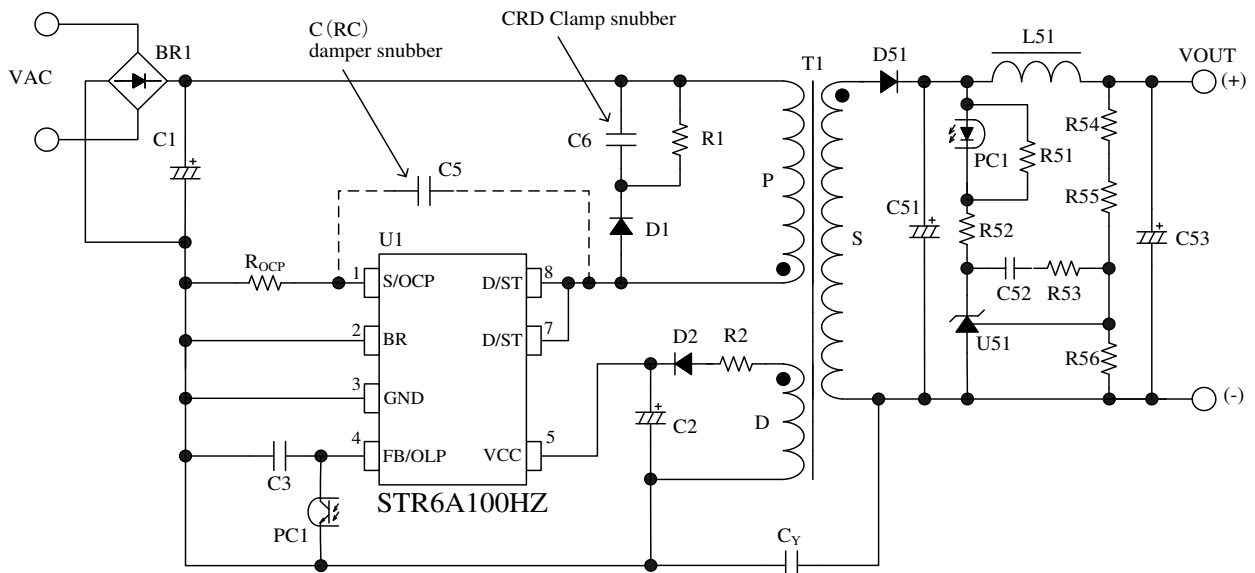 C(RC)
damper snubber
CRD Clamp snubber
BR1
VAC
C1
C6
R1
T1
D51
L51
VOUT
(+)
P
S
C5
D1
PC1
R51
R54
C51
R52
R55
C53
C52
R53
U51
R56
(-)
U1
ROCP
1
S/OCP
D/ST
8
2
BR
D/ST
7
3
GND
4
FB/OLP
VCC
5
D2
R2
C2
D
C3
PC1
STR6A100HZ
CY